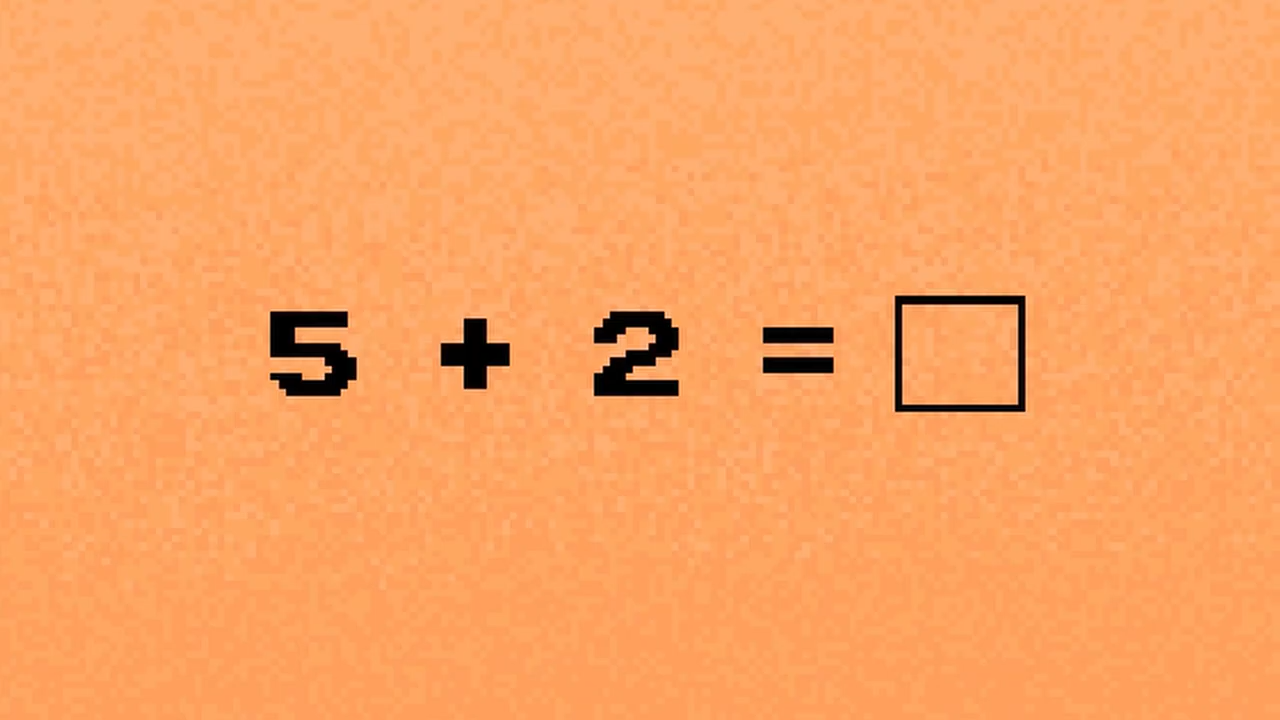 5 + 2 = □